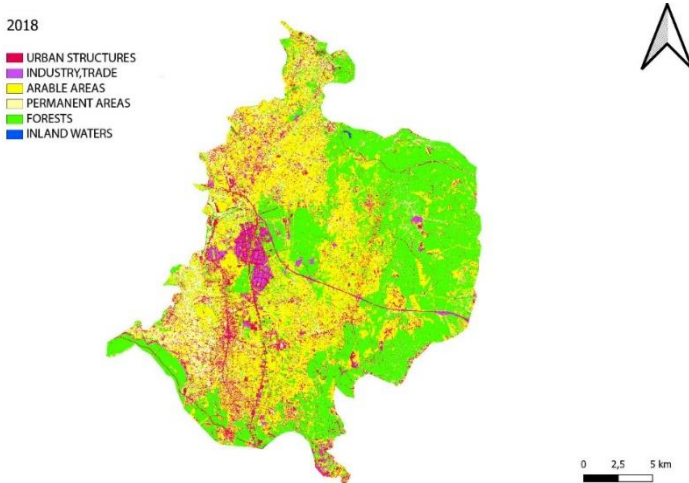 2018
URBAN STRUCTURES
INDUSTRY,TRADE
ARABLE AREAS
PERMANENT AREAS
FORESTS
INLAND WATERS
0 2,5 5 km